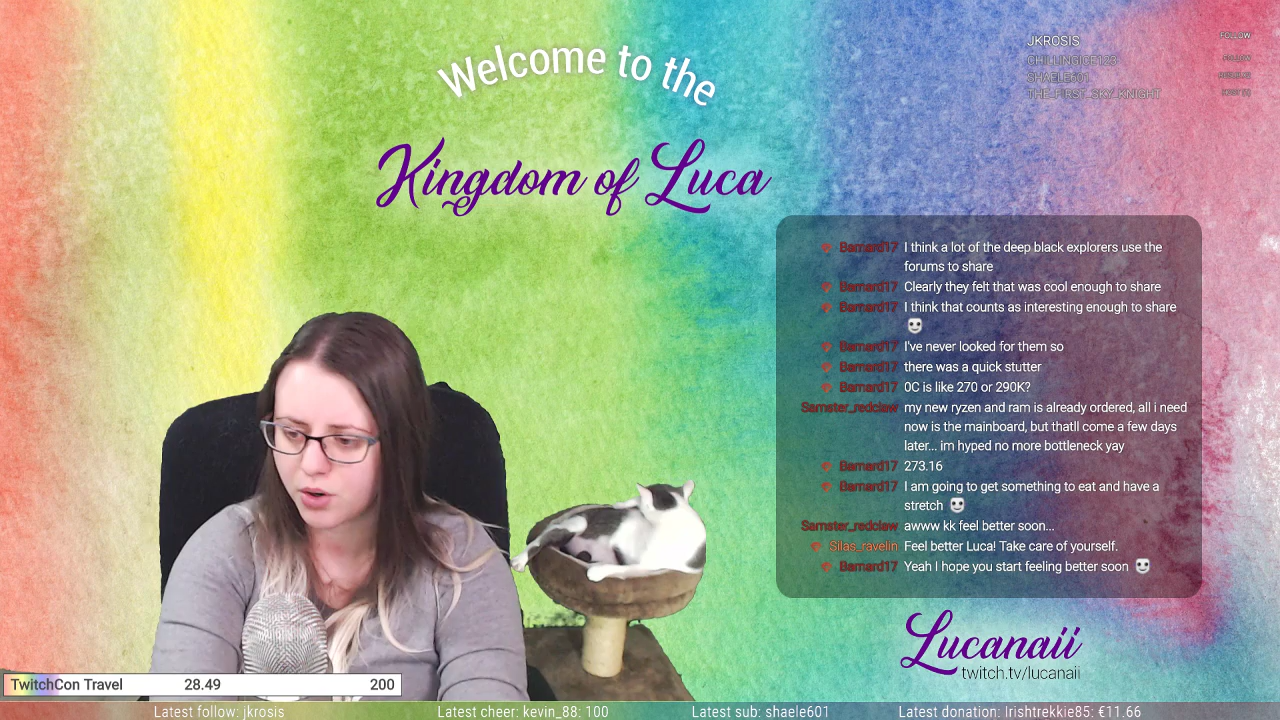 Welcome to the
Kingdom of Luca
JKROSIS FOLLOW
CHILLINGICE123 FOLLOW
SHAELE601
THE_FIRST_SKY_KNIGHT
Barnard17 I think a lot of the deep black explorers use the
forums to share
Barnard17 Clearly they felt that was cool enough to share
Barnard17 I think that counts as interesting enough to share
Barnard17 I've never looked for them so
Barnard17 there was a quick stutter
Barnard17 0C is like 270 or 290K?
Samster_redclaw my new ryzen and ram is already ordered, all i need
now is the mainboard, but thatll come a few days
later... im hyped no more bottleneck yay
Barnard17 273.16
Barnard17 I am going to get something to eat and have a
stretch
Samster_redclaw awww kk feel better soon...
Silas_ravelin Feel better Luca! Take care of yourself.
Barnard17 Yeah I hope you start feeling better soon
Lucanaii
twitch.tv/lucanaii
TwitchCon Travel 28.49 200
Latest follow: jkrosis Latest cheer: kevin_88: 100 Latest sub: shaele601 Latest donation: Irishtrekkie85: €11.66